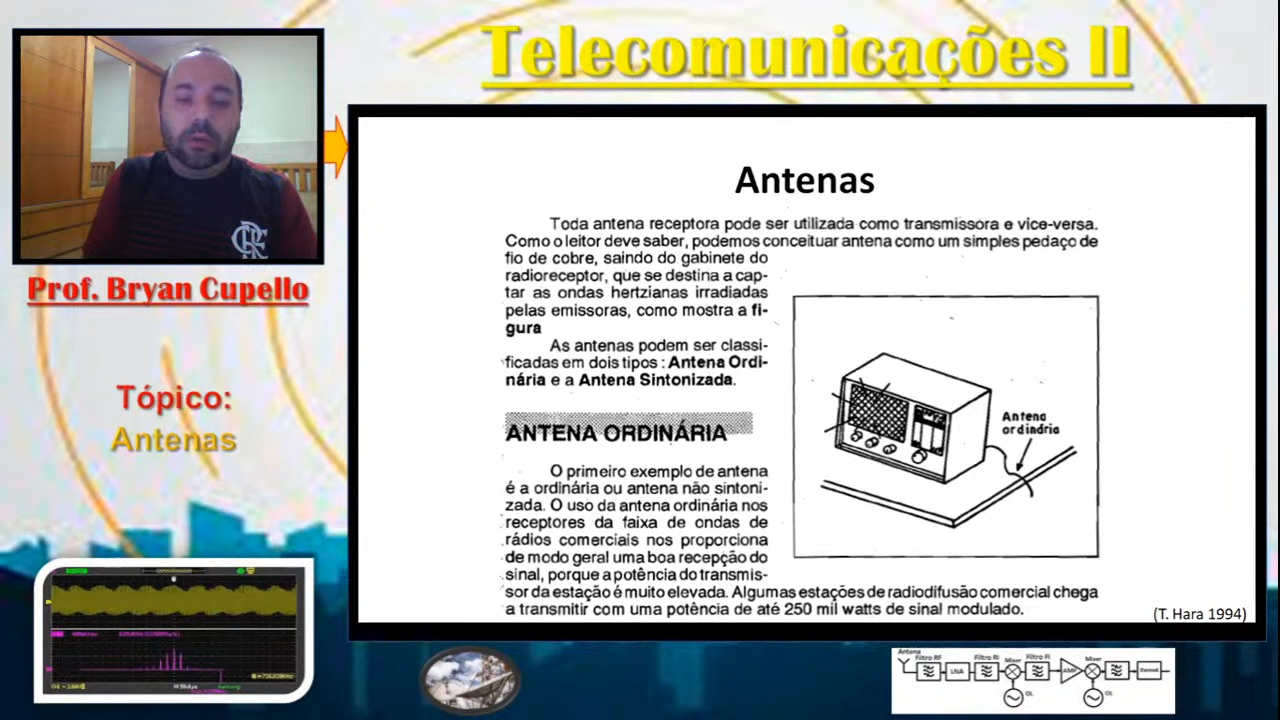 Telecomunicações II
Prof. Bryan Cupello
Tópico:
Antenas
Antenas
Toda antena receptora pode ser utilizada como transmissora e vice-versa.
Como o leitor deve saber, podemos conceituar antena como um simples pedaço de
fio de cobre, saindo do gabinete do
radioreceptor, que se destina a cap-
tar as ondas hertzianas irradiadas
pelas emissoras, como mostra a fi-
gura
As antenas podem ser classi-
ficadas em dois tipos : Antena Ordi-
nária e a Antena Sintonizada.
ANTENA ORDINÁRIA
O primeiro exemplo de antena
é a ordinária ou antena não sintoni-
zada. O uso da antena ordinária nos
receptores da faixa de ondas de
rádios comerciais nos proporciona
de modo geral uma boa recepção do
sinal, porque a potência do transmis-
sor da estação é muito elevada. Algumas estações de radiodifusão comercial chega
a transmitir com uma potência de até 250 mil watts de sinal modulado.
Antena
ordinária
(T. Hara 1994)
Antena
Filtro RF
LNA
Filtro RI
Mixer
OL
Filtro FI
AMP
Mixer
OL
Demod.